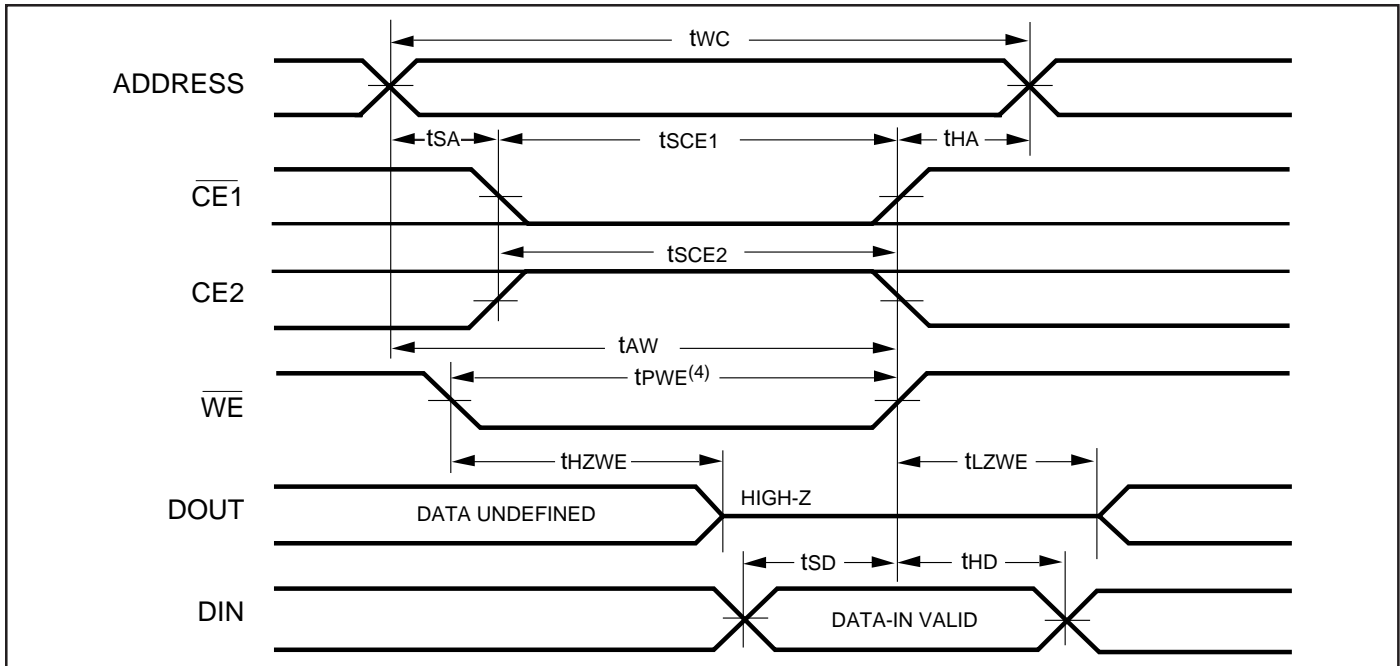 tWC
ADDRESS
tSA
tSCE1
tHA
CE1
tSCE2
CE2
tAW
tPWE(4)
WE
tHZWE
tLZWE
DOUT
DATA UNDEFINED
HIGH-Z
tSD
tHD
DIN
DATA-IN VALID